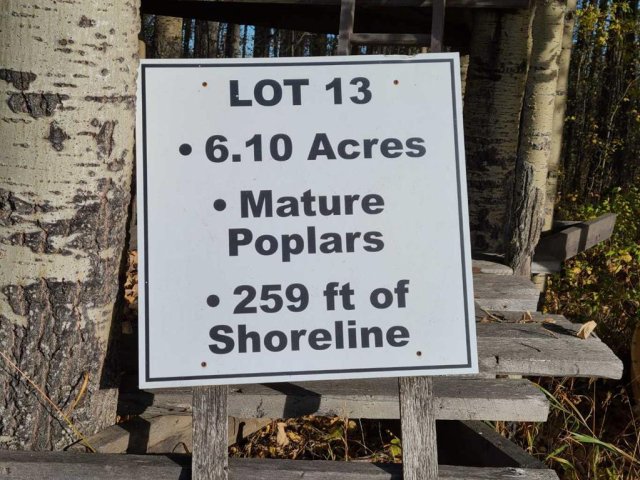 LOT 13
• 6.10 Acres
• Mature
Poplars
• 259 ft of
Shoreline